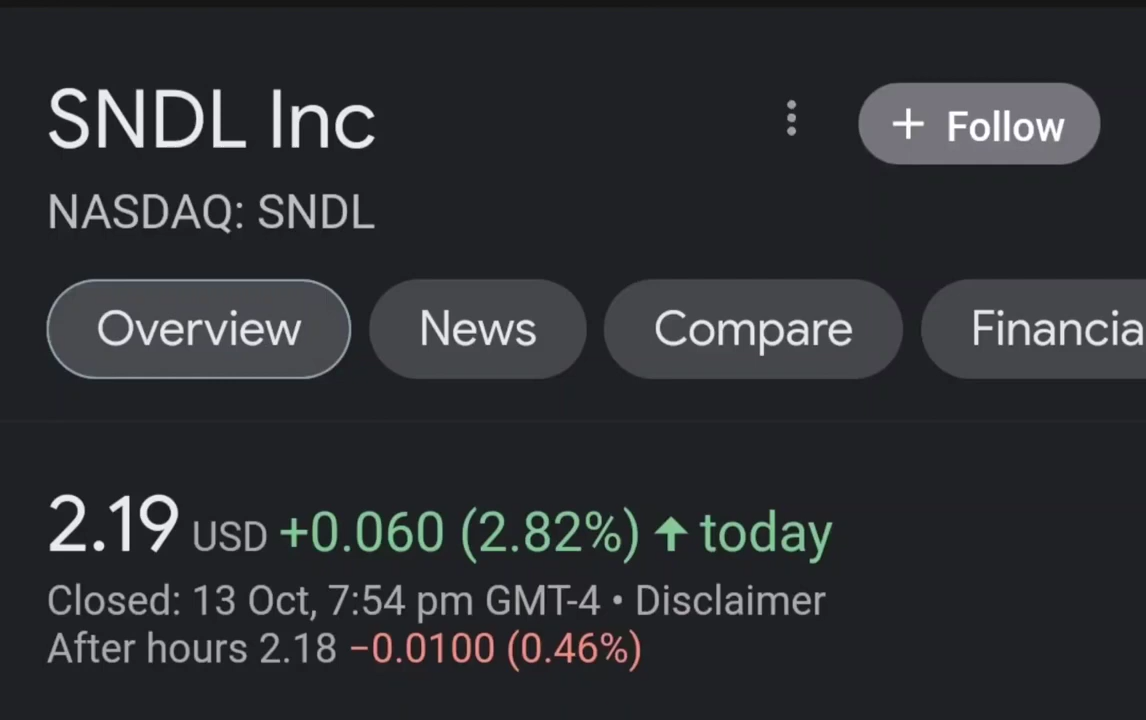 SNDL Inc
+ Follow
NASDAQ: SNDL
Overview News Compare Financia
2.19 USD +0.060 (2.82%) ↑ today
Closed: 13 Oct, 7:54 pm GMT-4 • Disclaimer
After hours 2.18 −0.0100 (0.46%)